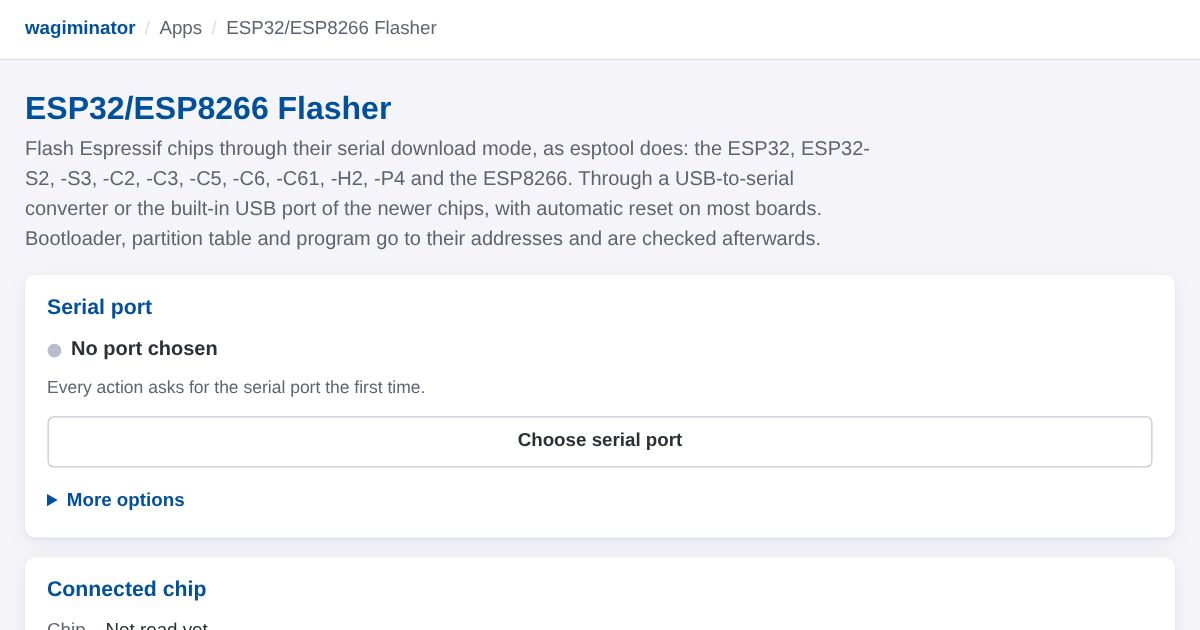 wagiminator / Apps / ESP32/ESP8266 Flasher
ESP32/ESP8266 Flasher
Flash Espressif chips through their serial download mode, as esptool does: the ESP32, ESP32-
S2, -S3, -C2, -C3, -C5, -C6, -C61, -H2, -P4 and the ESP8266. Through a USB-to-serial
converter or the built-in USB port of the newer chips, with automatic reset on most boards.
Bootloader, partition table and program go to their addresses and are checked afterwards.
Serial port
No port chosen
Every action asks for the serial port the first time.
Choose serial port
More options
Connected chip
Chip Not read yet